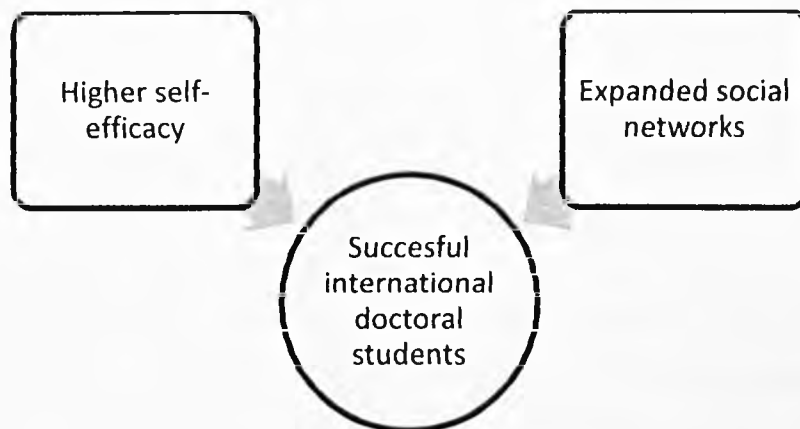 Higher self-
efficacy
Expanded social
networks
Succesful
international
doctoral
students